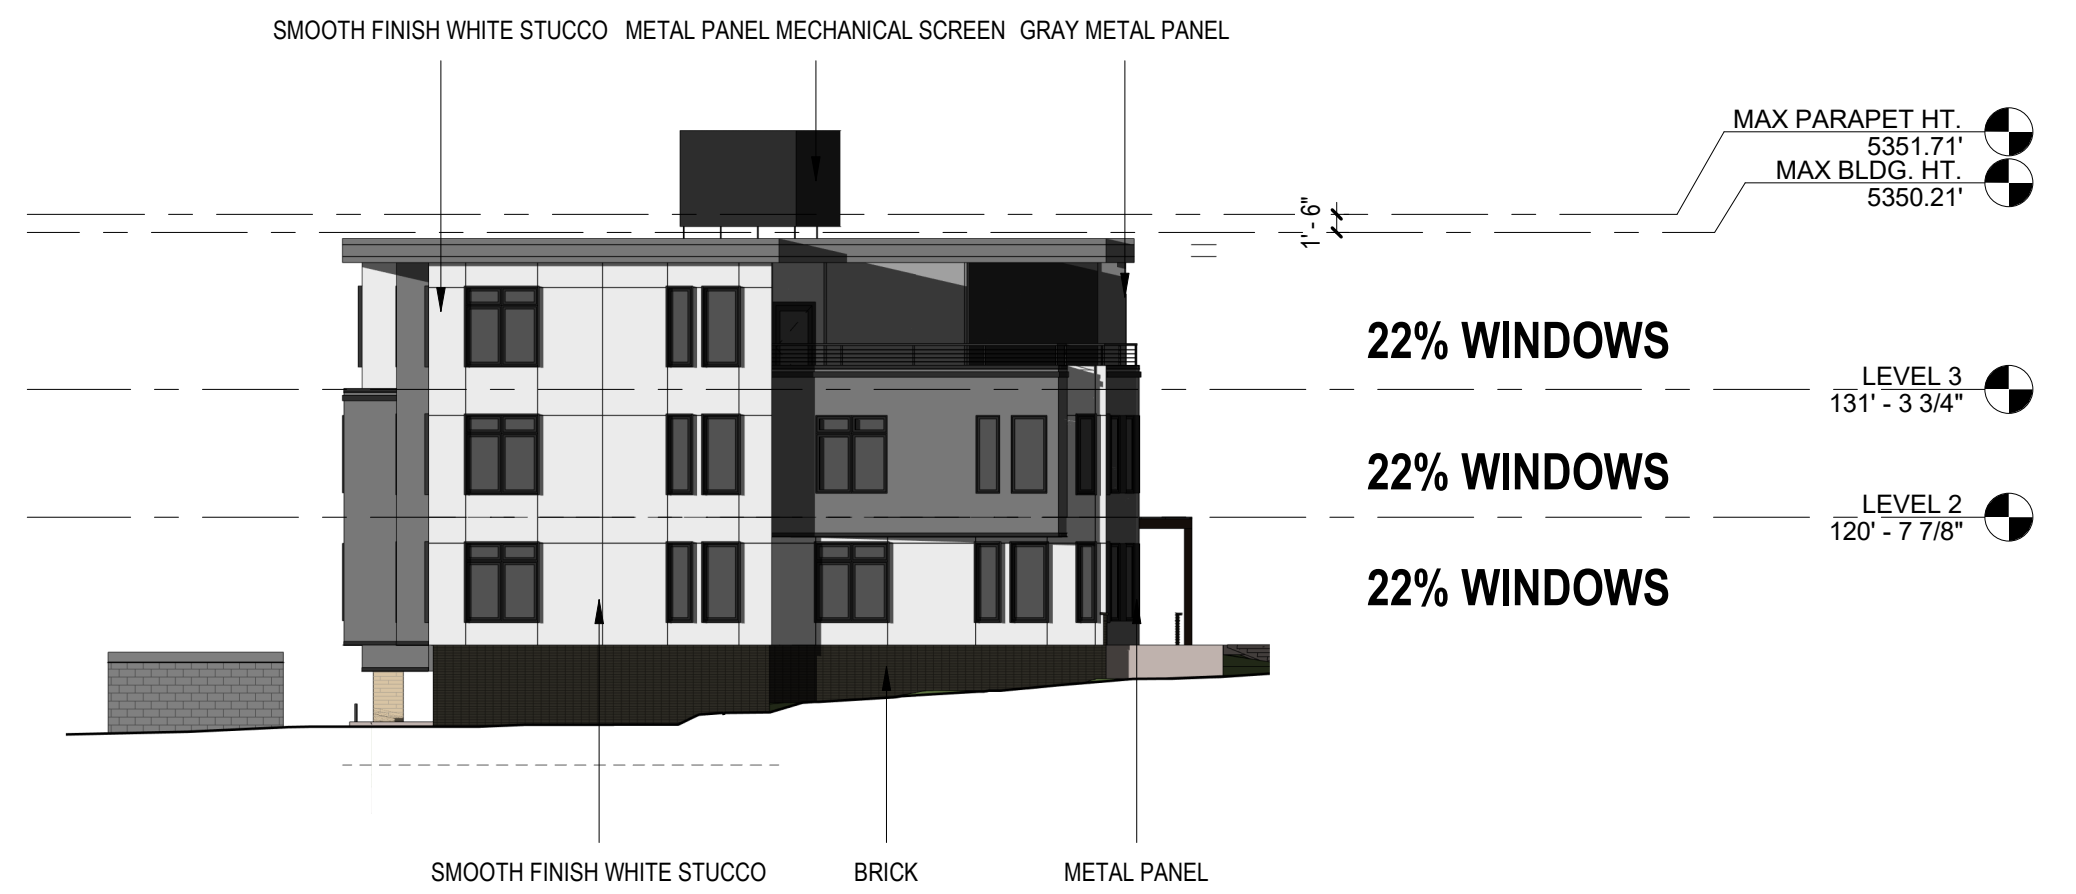 SMOOTH FINISH WHITE STUCCO METAL PANEL MECHANICAL SCREEN GRAY METAL PANEL
MAX PARAPET HT.
5351.71'
MAX BLDG. HT.
5350.21'
1' - 6"
22% WINDOWS
LEVEL 3
131' - 3 3/4"
22% WINDOWS
LEVEL 2
120' - 7 7/8"
22% WINDOWS
SMOOTH FINISH WHITE STUCCO BRICK METAL PANEL